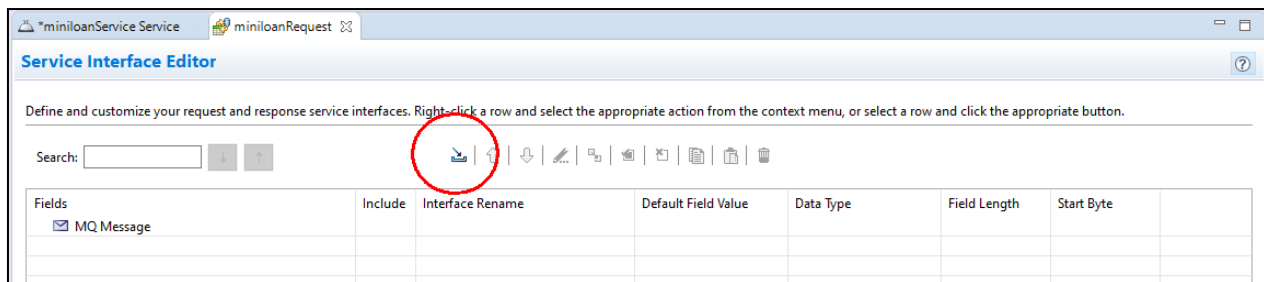 *miniloanService Service miniloanRequest
Service Interface Editor
Define and customize your request and response service interfaces. Right-click a row and select the appropriate action from the context menu, or select a row and click the appropriate button.
Search:
Fields Include Interface Rename Default Field Value Data Type Field Length Start Byte
MQ Message